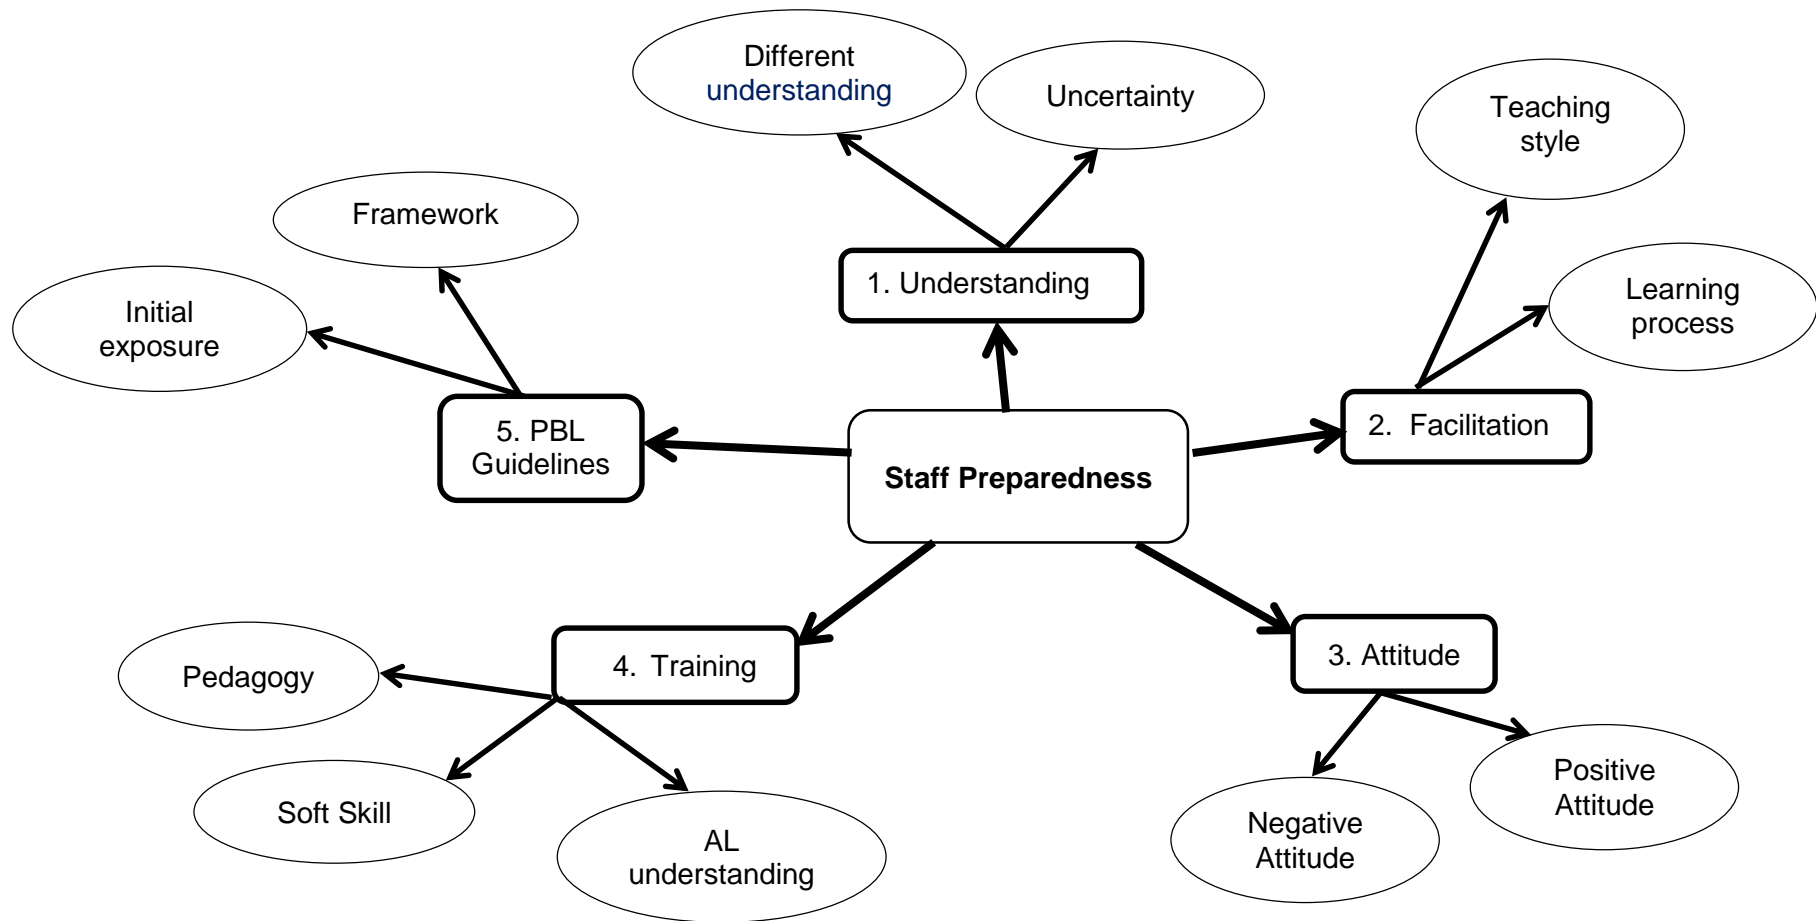 Different
understanding
Uncertainty
Teaching
style
Framework
1. Understanding
Learning
process
Initial
exposure
5. PBL
Guidelines
2.  Facilitation
Staff Preparedness
4.  Training
3. Attitude
Pedagogy
Soft Skill
AL
understanding
Negative
Attitude
Positive
Attitude